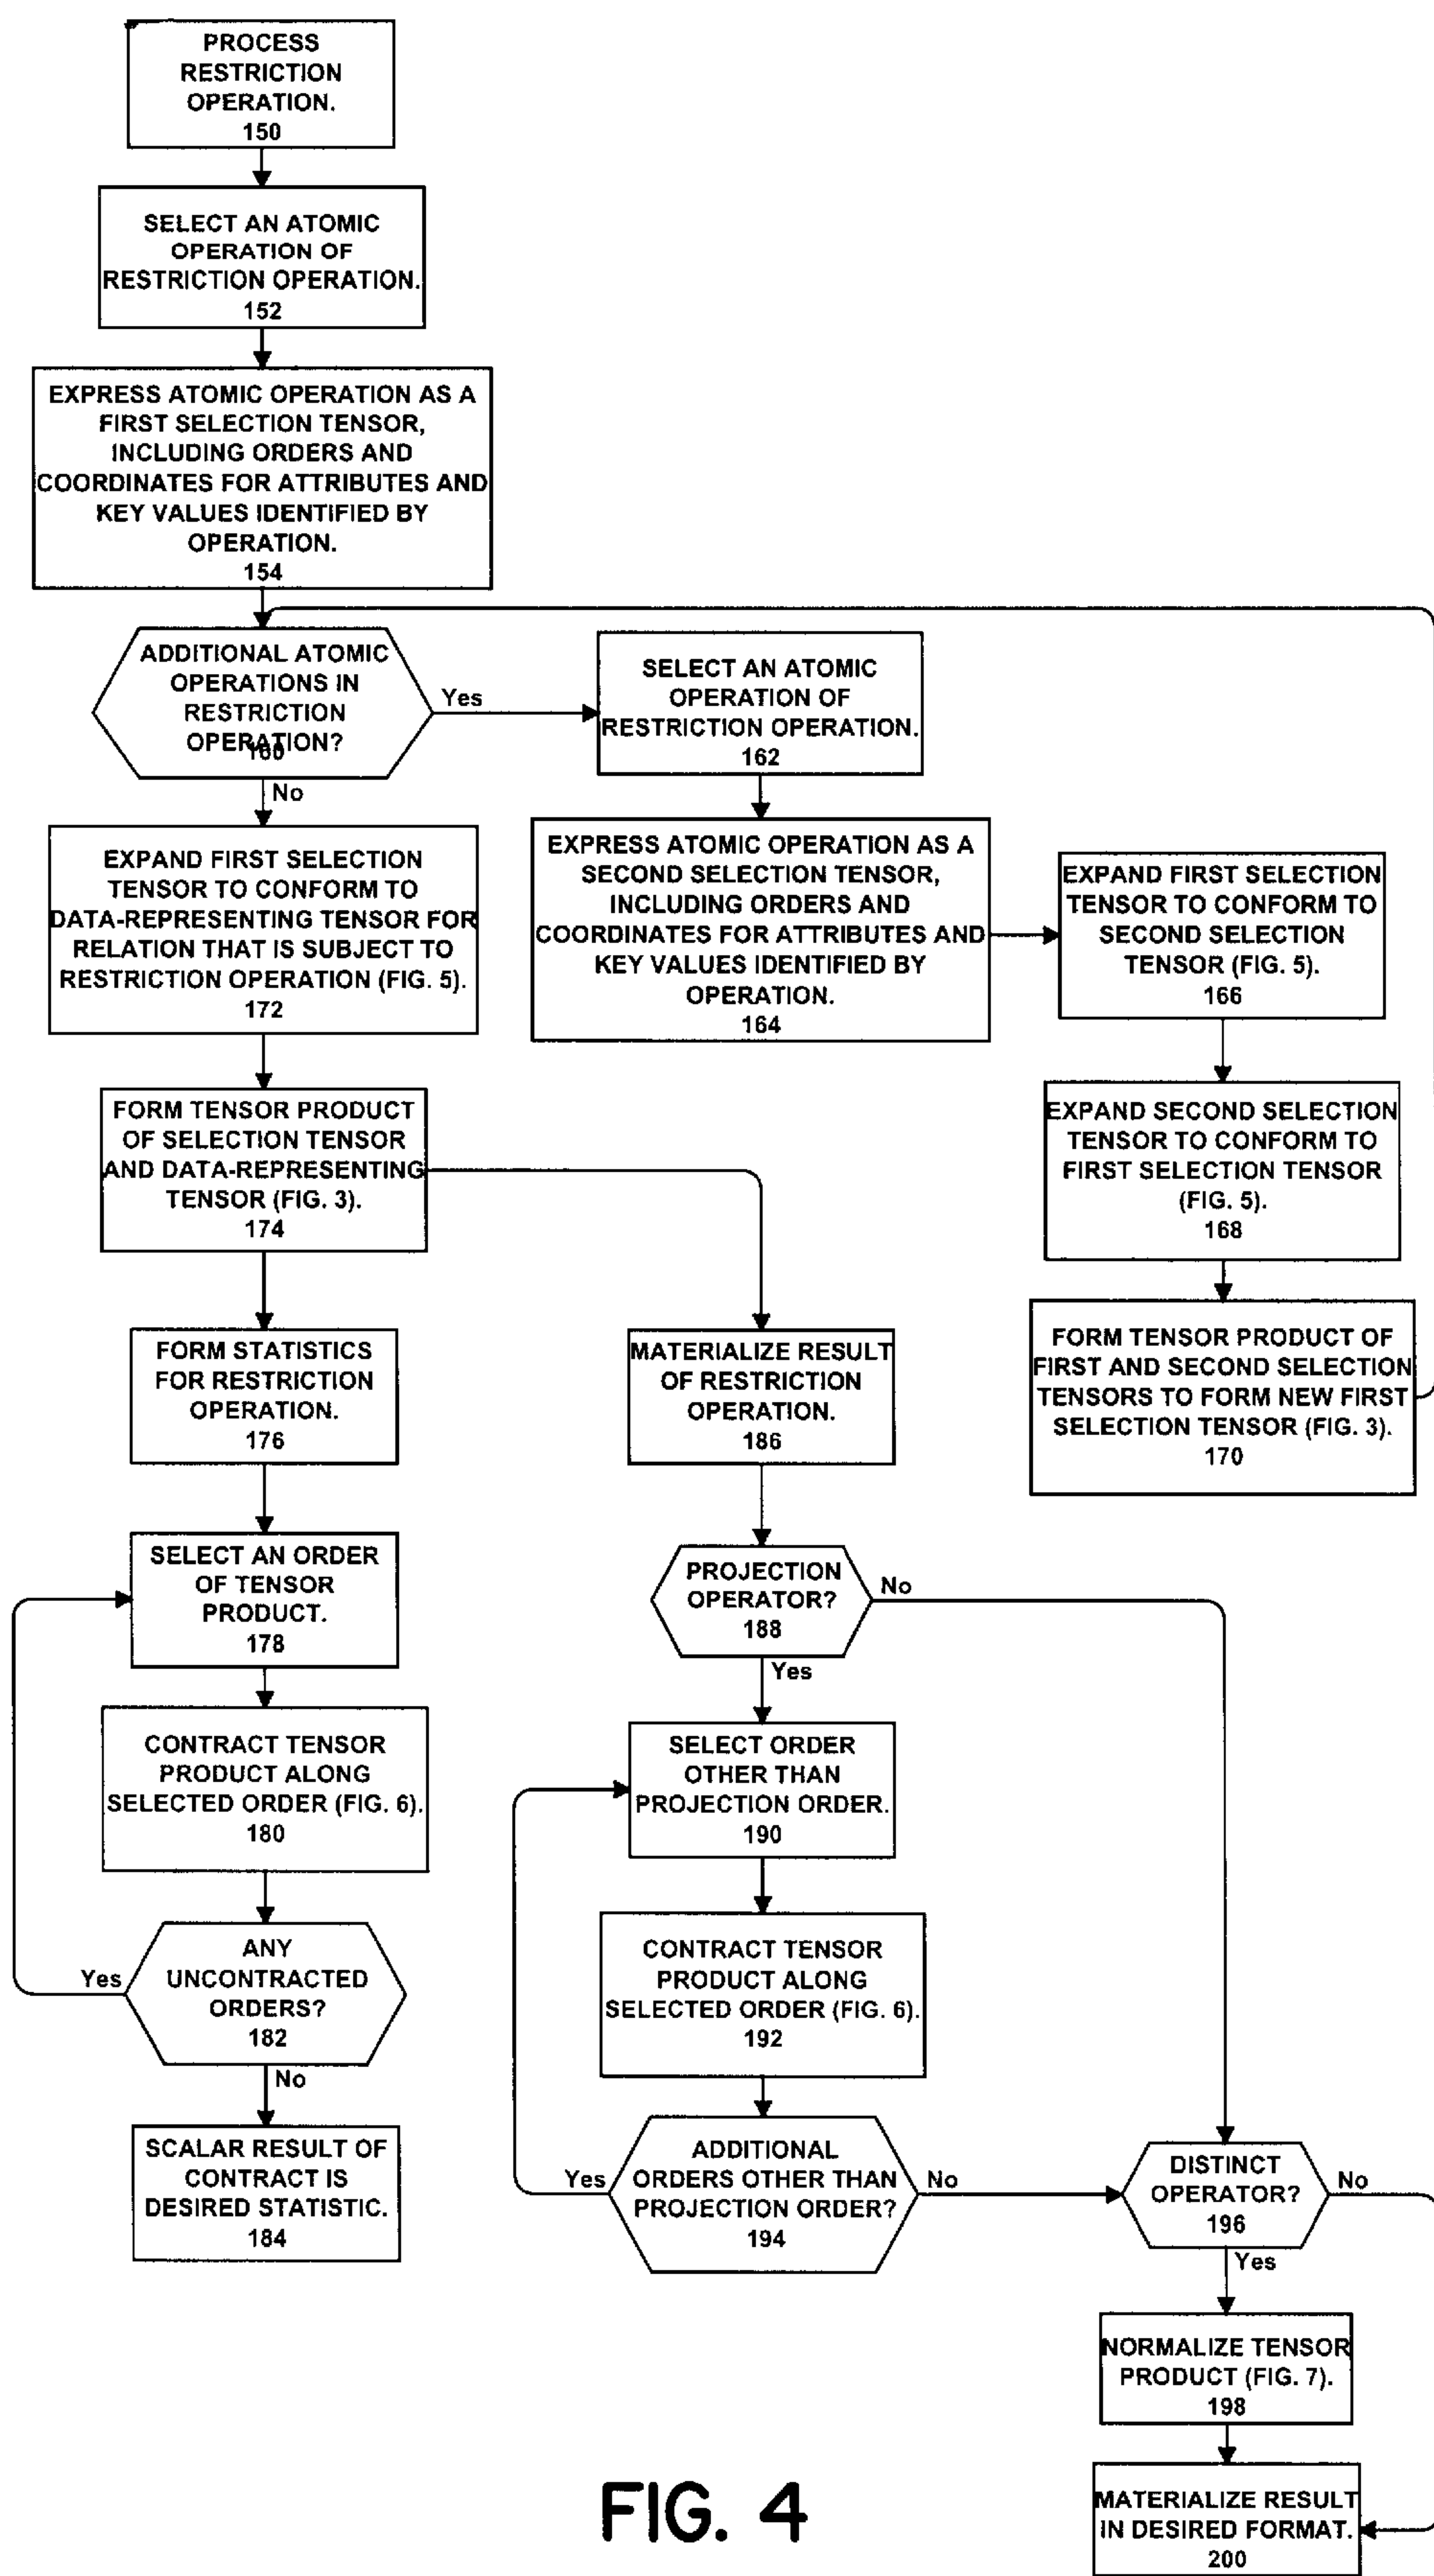 PROCESS
RESTRICTION
OPERATION.
150
SELECT AN ATOMIC
OPERATION OF
RESTRICTION OPERATION.
152
EXPRESS ATOMIC OPERATION AS A
FIRST SELECTION TENSOR,
INCLUDING ORDERS AND
COORDINATES FOR ATTRIBUTES AND
KEY VALUES IDENTIFIED BY
OPERATION.
154
ADDITIONAL ATOMIC
OPERATIONS IN
RESTRICTION
OPERATION?
160
Yes
No
SELECT AN ATOMIC
OPERATION OF
RESTRICTION OPERATION.
162
EXPRESS ATOMIC OPERATION AS A
SECOND SELECTION TENSOR,
INCLUDING ORDERS AND
COORDINATES FOR ATTRIBUTES AND
KEY VALUES IDENTIFIED BY
OPERATION.
164
EXPAND FIRST SELECTION
TENSOR TO CONFORM TO
SECOND SELECTION
TENSOR (FIG. 5).
166
EXPAND SECOND SELECTION
TENSOR TO CONFORM TO
FIRST SELECTION TENSOR
(FIG. 5).
168
FORM TENSOR PRODUCT OF
FIRST AND SECOND SELECTION
TENSORS TO FORM NEW FIRST
SELECTION TENSOR (FIG. 3).
170
EXPAND FIRST SELECTION
TENSOR TO CONFORM TO
DATA-REPRESENTING TENSOR FOR
RELATION THAT IS SUBJECT TO
RESTRICTION OPERATION (FIG. 5).
172
FORM TENSOR PRODUCT
OF SELECTION TENSOR
AND DATA-REPRESENTING
TENSOR (FIG. 3).
174
FORM STATISTICS
FOR RESTRICTION
OPERATION.
176
SELECT AN ORDER
OF TENSOR
PRODUCT.
178
CONTRACT TENSOR
PRODUCT ALONG
SELECTED ORDER (FIG. 6).
180
ANY
UNCONTRACTED
ORDERS?
182
Yes
No
SCALAR RESULT OF
CONTRACT IS
DESIRED STATISTIC.
184
MATERIALIZE RESULT
OF RESTRICTION
OPERATION.
186
PROJECTION
OPERATOR?
188
No
Yes
SELECT ORDER
OTHER THAN
PROJECTION ORDER.
190
CONTRACT TENSOR
PRODUCT ALONG
SELECTED ORDER (FIG. 6).
192
ADDITIONAL
ORDERS OTHER THAN
PROJECTION ORDER?
194
Yes
No
DISTINCT
OPERATOR?
196
No
Yes
NORMALIZE TENSOR
PRODUCT (FIG. 7).
198
MATERIALIZE RESULT
IN DESIRED FORMAT.
200
FIG. 4